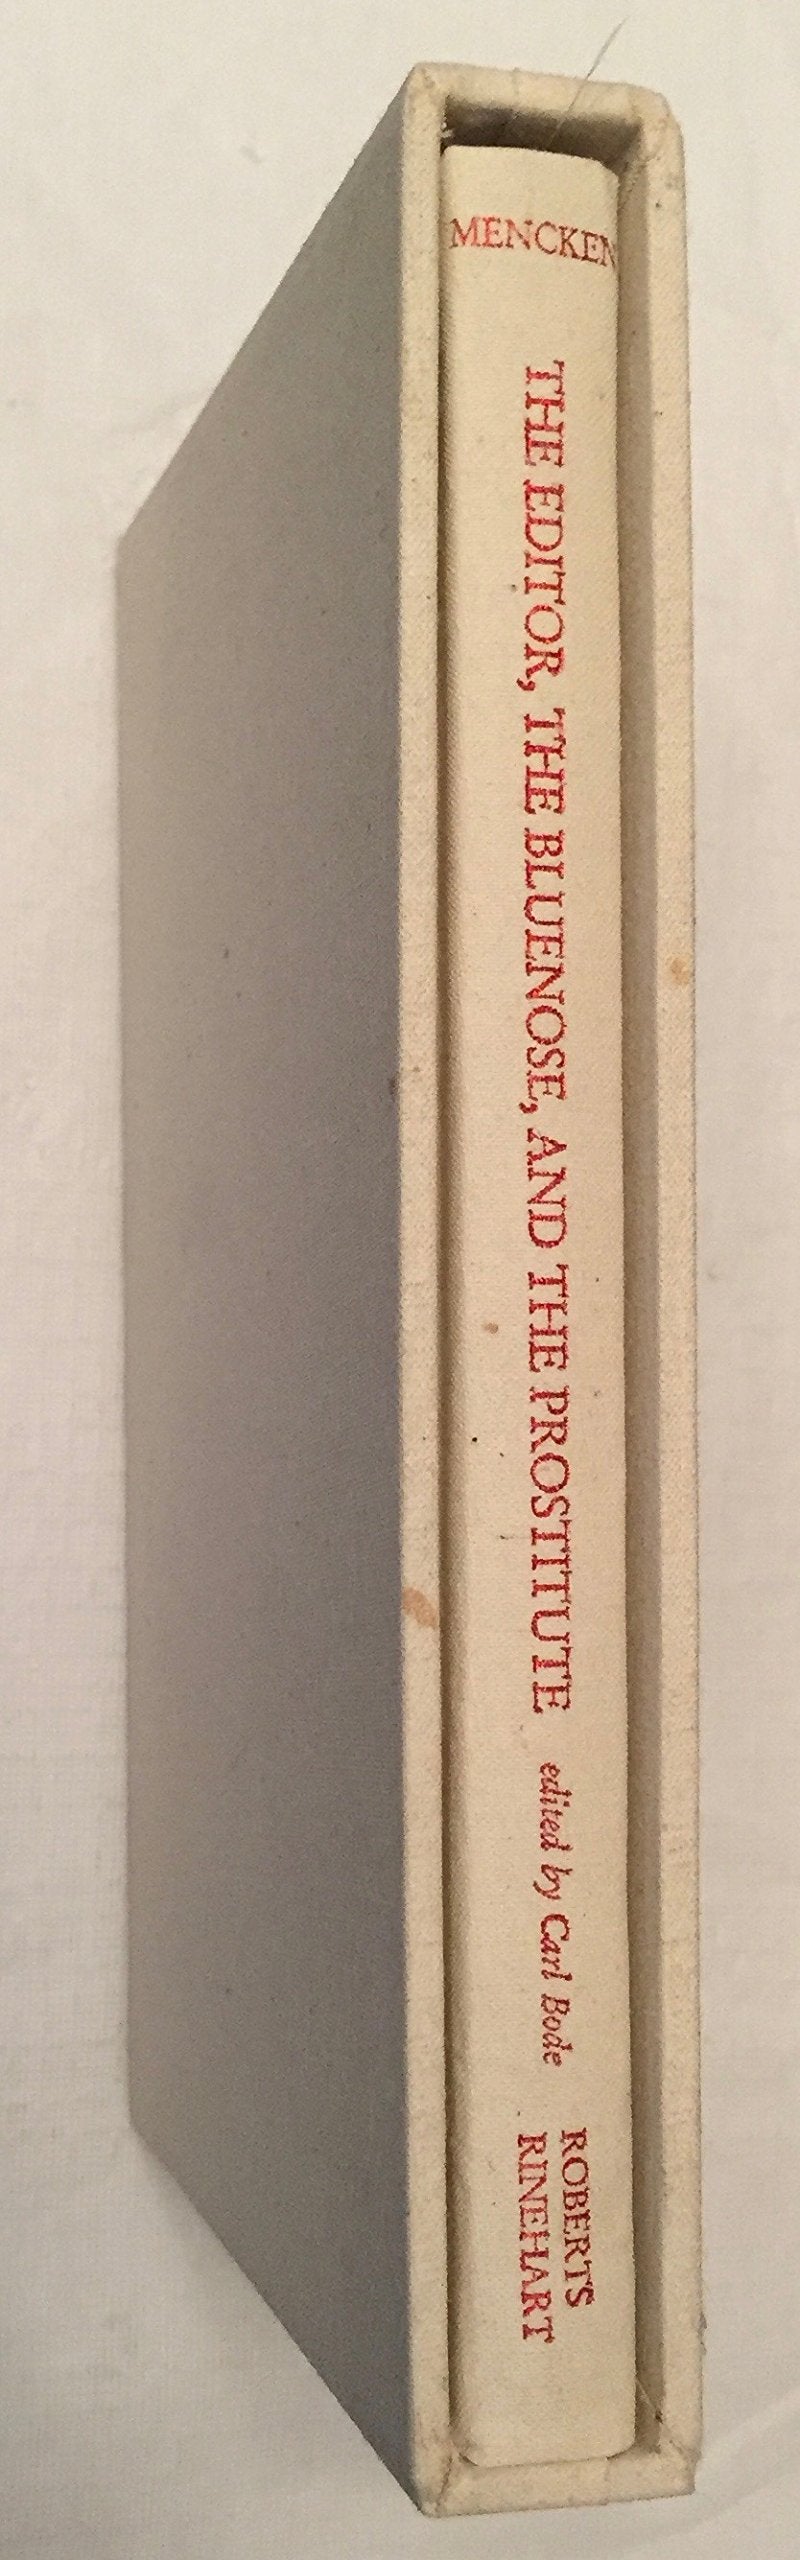 MENCKEN
THE EDITOR, THE BLUENOSE, AND THE PROSTITUTE edited by Carl Bode
ROBERTS
RINEHART